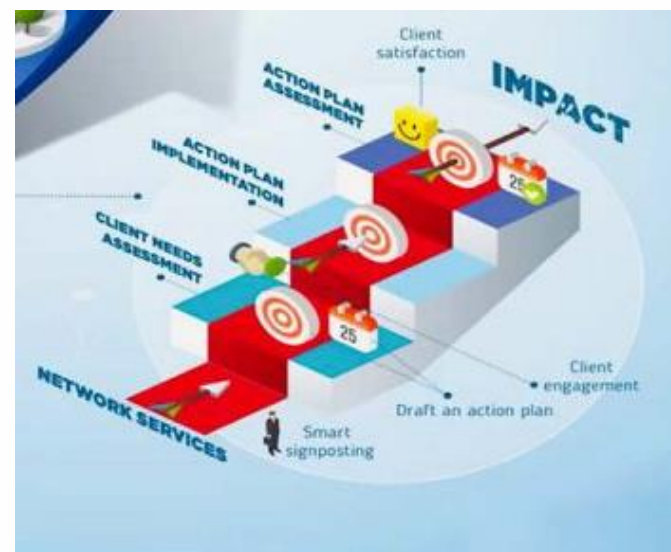 Client
satisfaction
IMPACT
ACTION PLAN
ASSESSMENT
25
ACTION PLAN
IMPLEMENTATION
CLIENT NEEDS
ASSESSMENT
25
Client
engagement
Draft an action plan
NETWORK SERVICES
Smart
signposting